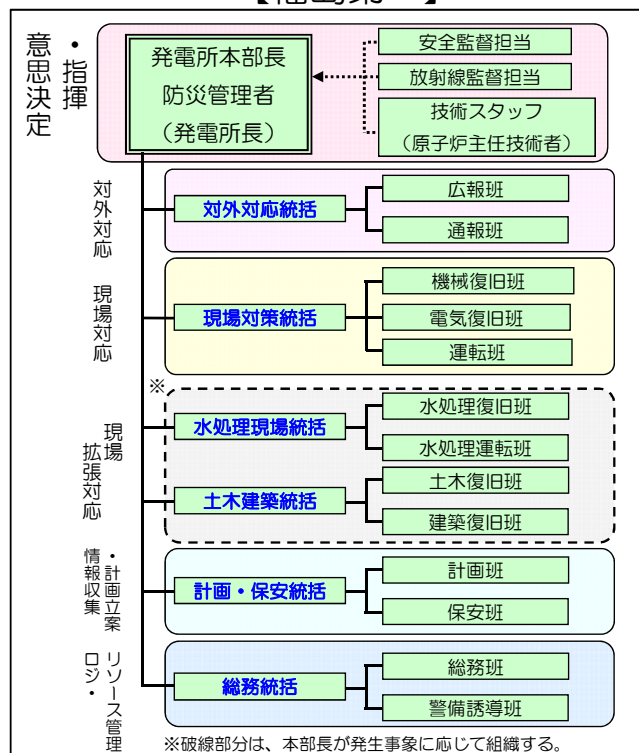 意思決定
・指揮
発電所本部長
防災管理者
（発電所長）
安全監督担当
放射線監督担当
技術スタッフ
（原子炉主任技術者）
対外対応
対外対応統括
広報班
通報班
現場対応
現場対策統括
機械復旧班
電気復旧班
運転班
※
現場
拡張対応
水処理現場統括
水処理復旧班
水処理運転班
土木建築統括
土木復旧班
建築復旧班
情報収集
・計画立案
計画・保安統括
計画班
保安班
ロジ・
リソース管理
総務統括
総務班
警備誘導班
※破線部分は、本部長が発生事象に応じて組織する。